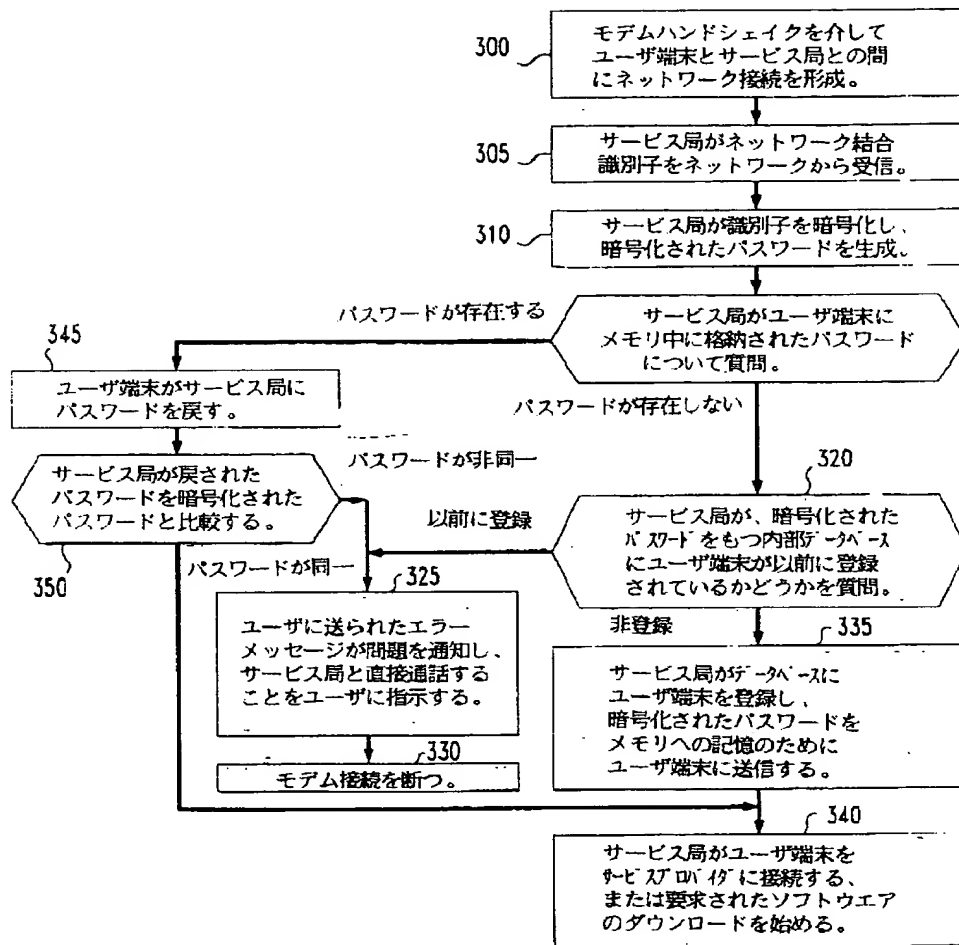 300
モデムハンドシェイクを介して
ユーザ端末とサービス局との間
にネットワーク接続を形成。
305
サービス局がネットワーク結合
識別子をネットワークから受信。
310
サービス局が識別子を暗号化し、
暗号化されたパスワードを生成。
パスワードが存在する
サービス局がユーザ端末に
メモリ中に格納されたパスワード
について質問。
345
ユーザ端末がサービス局に
パスワードを戻す。
パスワードが存在しない
サービス局が戻された
パスワードを暗号化された
パスワードと比較する。
350
パスワードが非同一
パスワードが同一
以前に登録
320
サービス局が、暗号化された
パスワードをもつ内部データベース
にユーザ端末が以前に登録
されているかどうかを質問。
非登録
325
ユーザに送られたエラー
メッセージが問題を通知し、
サービス局と直接通話する
ことをユーザに指示する。
330
モデム接続を断つ。
335
サービス局がデータベースに
ユーザ端末を登録し、
暗号化されたパスワードを
メモリへの記憶のために
ユーザ端末に送信する。
340
サービス局がユーザ端末を
サービスプロバイダに接続する、
または要求されたソフトウエア
のダウンロードを始める。